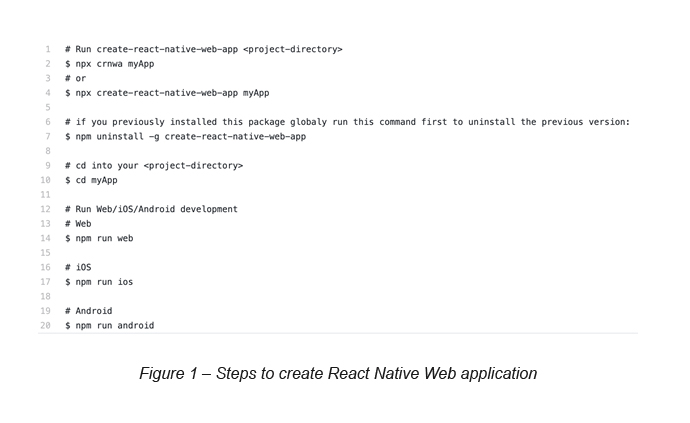 1 # Run create-react-native-web-app <project-directory>
2 $ npx crnwa myApp
3 # or
4 $ npx create-react-native-web-app myApp
5
6 # if you previously installed this package globaly run this command first to uninstall the previous version:
7 $ npm uninstall -g create-react-native-web-app
8
9 # cd into your <project-directory>
10 $ cd myApp
11
12 # Run Web/iOS/Android development
13 # Web
14 $ npm run web
15
16 # iOS
17 $ npm run ios
18
19 # Android
20 $ npm run android
Figure 1 – Steps to create React Native Web application